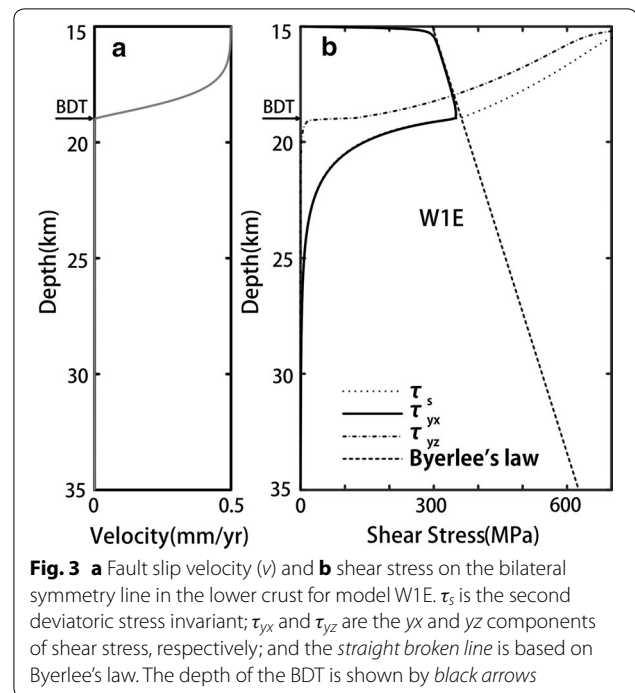 a
b
15
20
25
30
35
Depth(km)
BDT
0
0.5
Velocity(mm/yr)
15
20
25
30
35
Depth(km)
BDT
W1E
τs
τyx
τyz
Byerlee's law
0
300
600
Shear Stress(MPa)
Fig. 3 a Fault slip velocity (v) and b shear stress on the bilateral
symmetry line in the lower crust for model W1E. τs is the second
deviatoric stress invariant; τyx and τyz are the yx and yz components
of shear stress, respectively; and the straight broken line is based on
Byerlee's law. The depth of the BDT is shown by black arrows